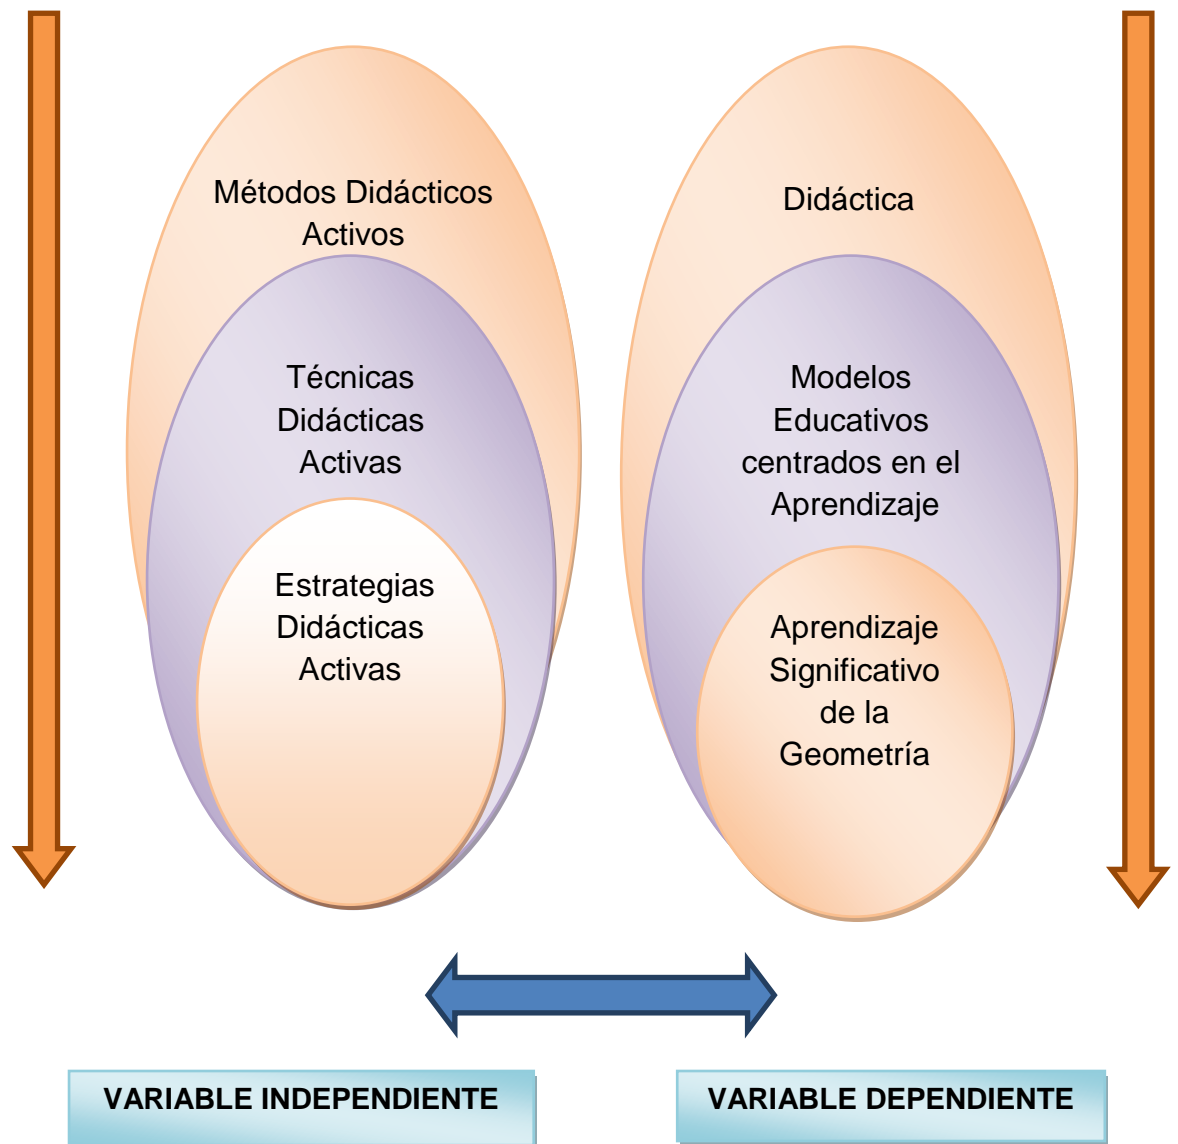 Métodos Didácticos
Activos
Técnicas
Didácticas
Activas
Estrategias
Didácticas
Activas
Didáctica
Modelos
Educativos
centrados en el
Aprendizaje
Aprendizaje
Significativo
de la
Geometría
VARIABLE INDEPENDIENTE
VARIABLE DEPENDIENTE